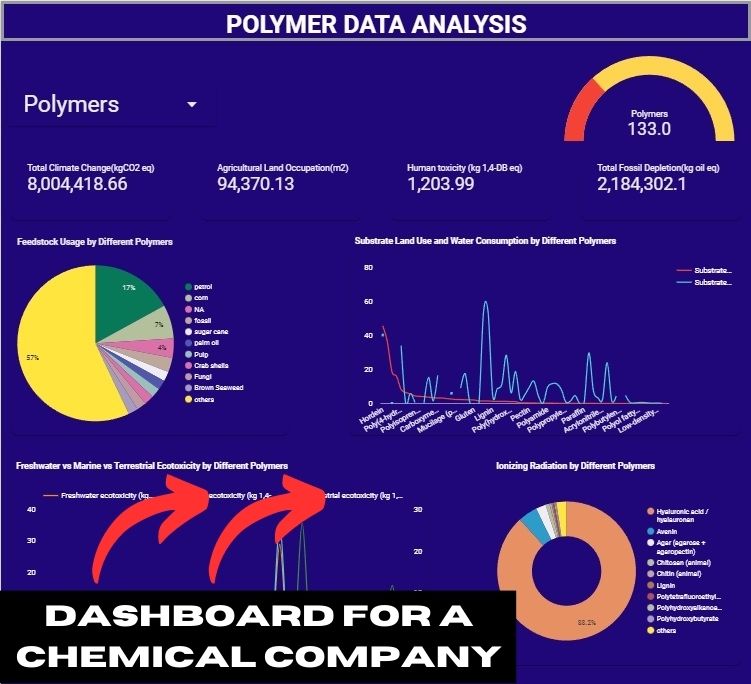 POLYMER DATA ANALYSIS
Polymers
Polymers
133.0
Total Climate Change(kgCO2 eq)
8,004,418.66
Agricultural Land Occupation(m2)
94,370.13
Human toxicity (kg 1,4-DB eq)
1,203.99
Total Fossil Depletion(kg oil eq)
2,184,302.1
Feedstock Usage by Different Polymers
17%
7%
4%
57%
petrol
corn
NA
fossil
sugar cane
palm oil
Pulp
Crab shells
Fungi
Brown Seaweed
others
Substrate Land Use and Water Consumption by Different Polymers
Substrate...
Substrate...
80
60
40
20
0
Hordein
Poly(4-hydr...
Polyisopren...
Carboxyme...
Mucilage (p...
Gluten
Lignin
Poly(hydrox...
Pectin
Polyamide
Polyprople...
Paraffin
Acrylonitrile...
Polybutylen...
Polyol fatty...
Low-density...
Freshwater vs Marine vs Terrestrial Ecotoxicity by Different Polymers
Freshwater ecotoxicity (kg...
ecotoxicity (kg 1,4-
strial ecotoxicity (kg 1,...
40
30
20
30
20
Ionizing Radiation by Different Polymers
88.2%
Hyaluronic acid /
hyaluronan
Avenin
Agar (agarose +
agaropectin)
Chitosan (animal)
Chitin (animal)
Lignin
Polytetrafluoroethyl...
Polyhydroxyalkanoa...
Polyhydroxybutyrate
others
DASHBOARD FOR A
CHEMICAL COMPANY